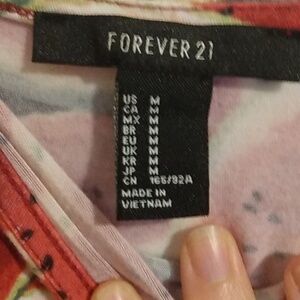 FOREVER 21
US M
CA M
MX M
BR M
EU M
UK M
KR M
JP M
CN 165/92A
MADE IN
VIETNAM